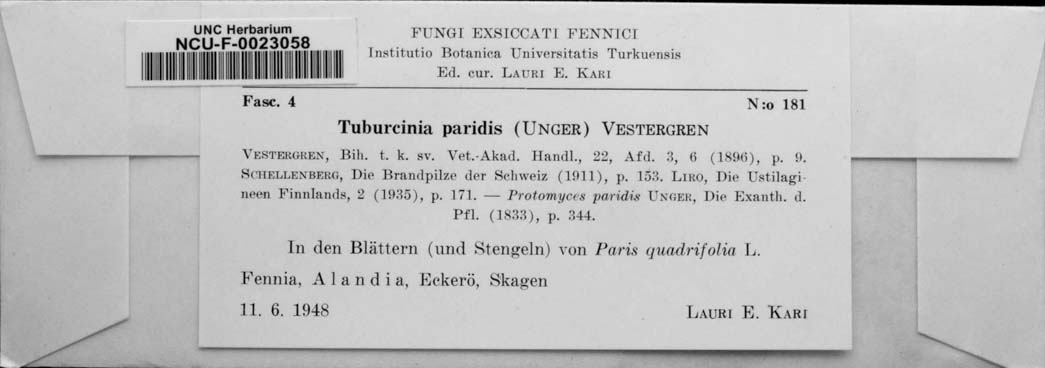 UNC Herbarium
NCU-F-0023058
FUNGI EXSICCATI FENNICI
Institutio Botanica Universitatis Turkuensis
Ed. cur. LAURI E. KARI
Fasc. 4 N:o 181
Tuburcinia paridis (UNGER) VESTERGREN
VESTERGREN, Bih. t. k. sv. Vet.-Akad. Handl., 22, Afd. 3, 6 (1896), p. 9.
SCHELLENBERG, Die Brandpilze der Schweiz (1911), p. 153. LIRO, Die Ustilagi-
neen Finnlands, 2 (1935), p. 171. — Protomyces paridis UNGER, Die Exanth. d.
Pfl. (1833), p. 344.
In den Blättern (und Stengeln) von Paris quadrifolia L.
Fennia, Alandia, Eckerö, Skagen
11. 6. 1948 LAURI E. KARI